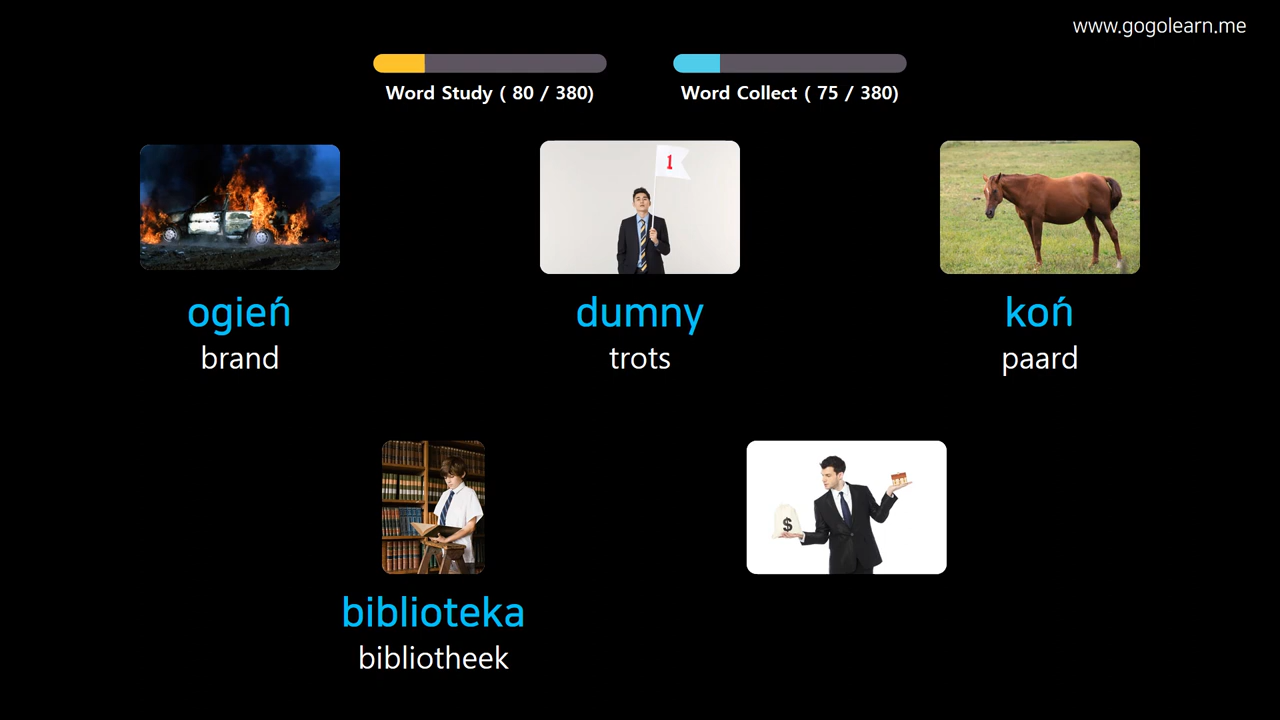 www.gogolearn.me
Word Study ( 80 / 380)
Word Collect ( 75 / 380)
1
ogień
brand
dumny
trots
koń
paard
$
biblioteka
bibliotheek